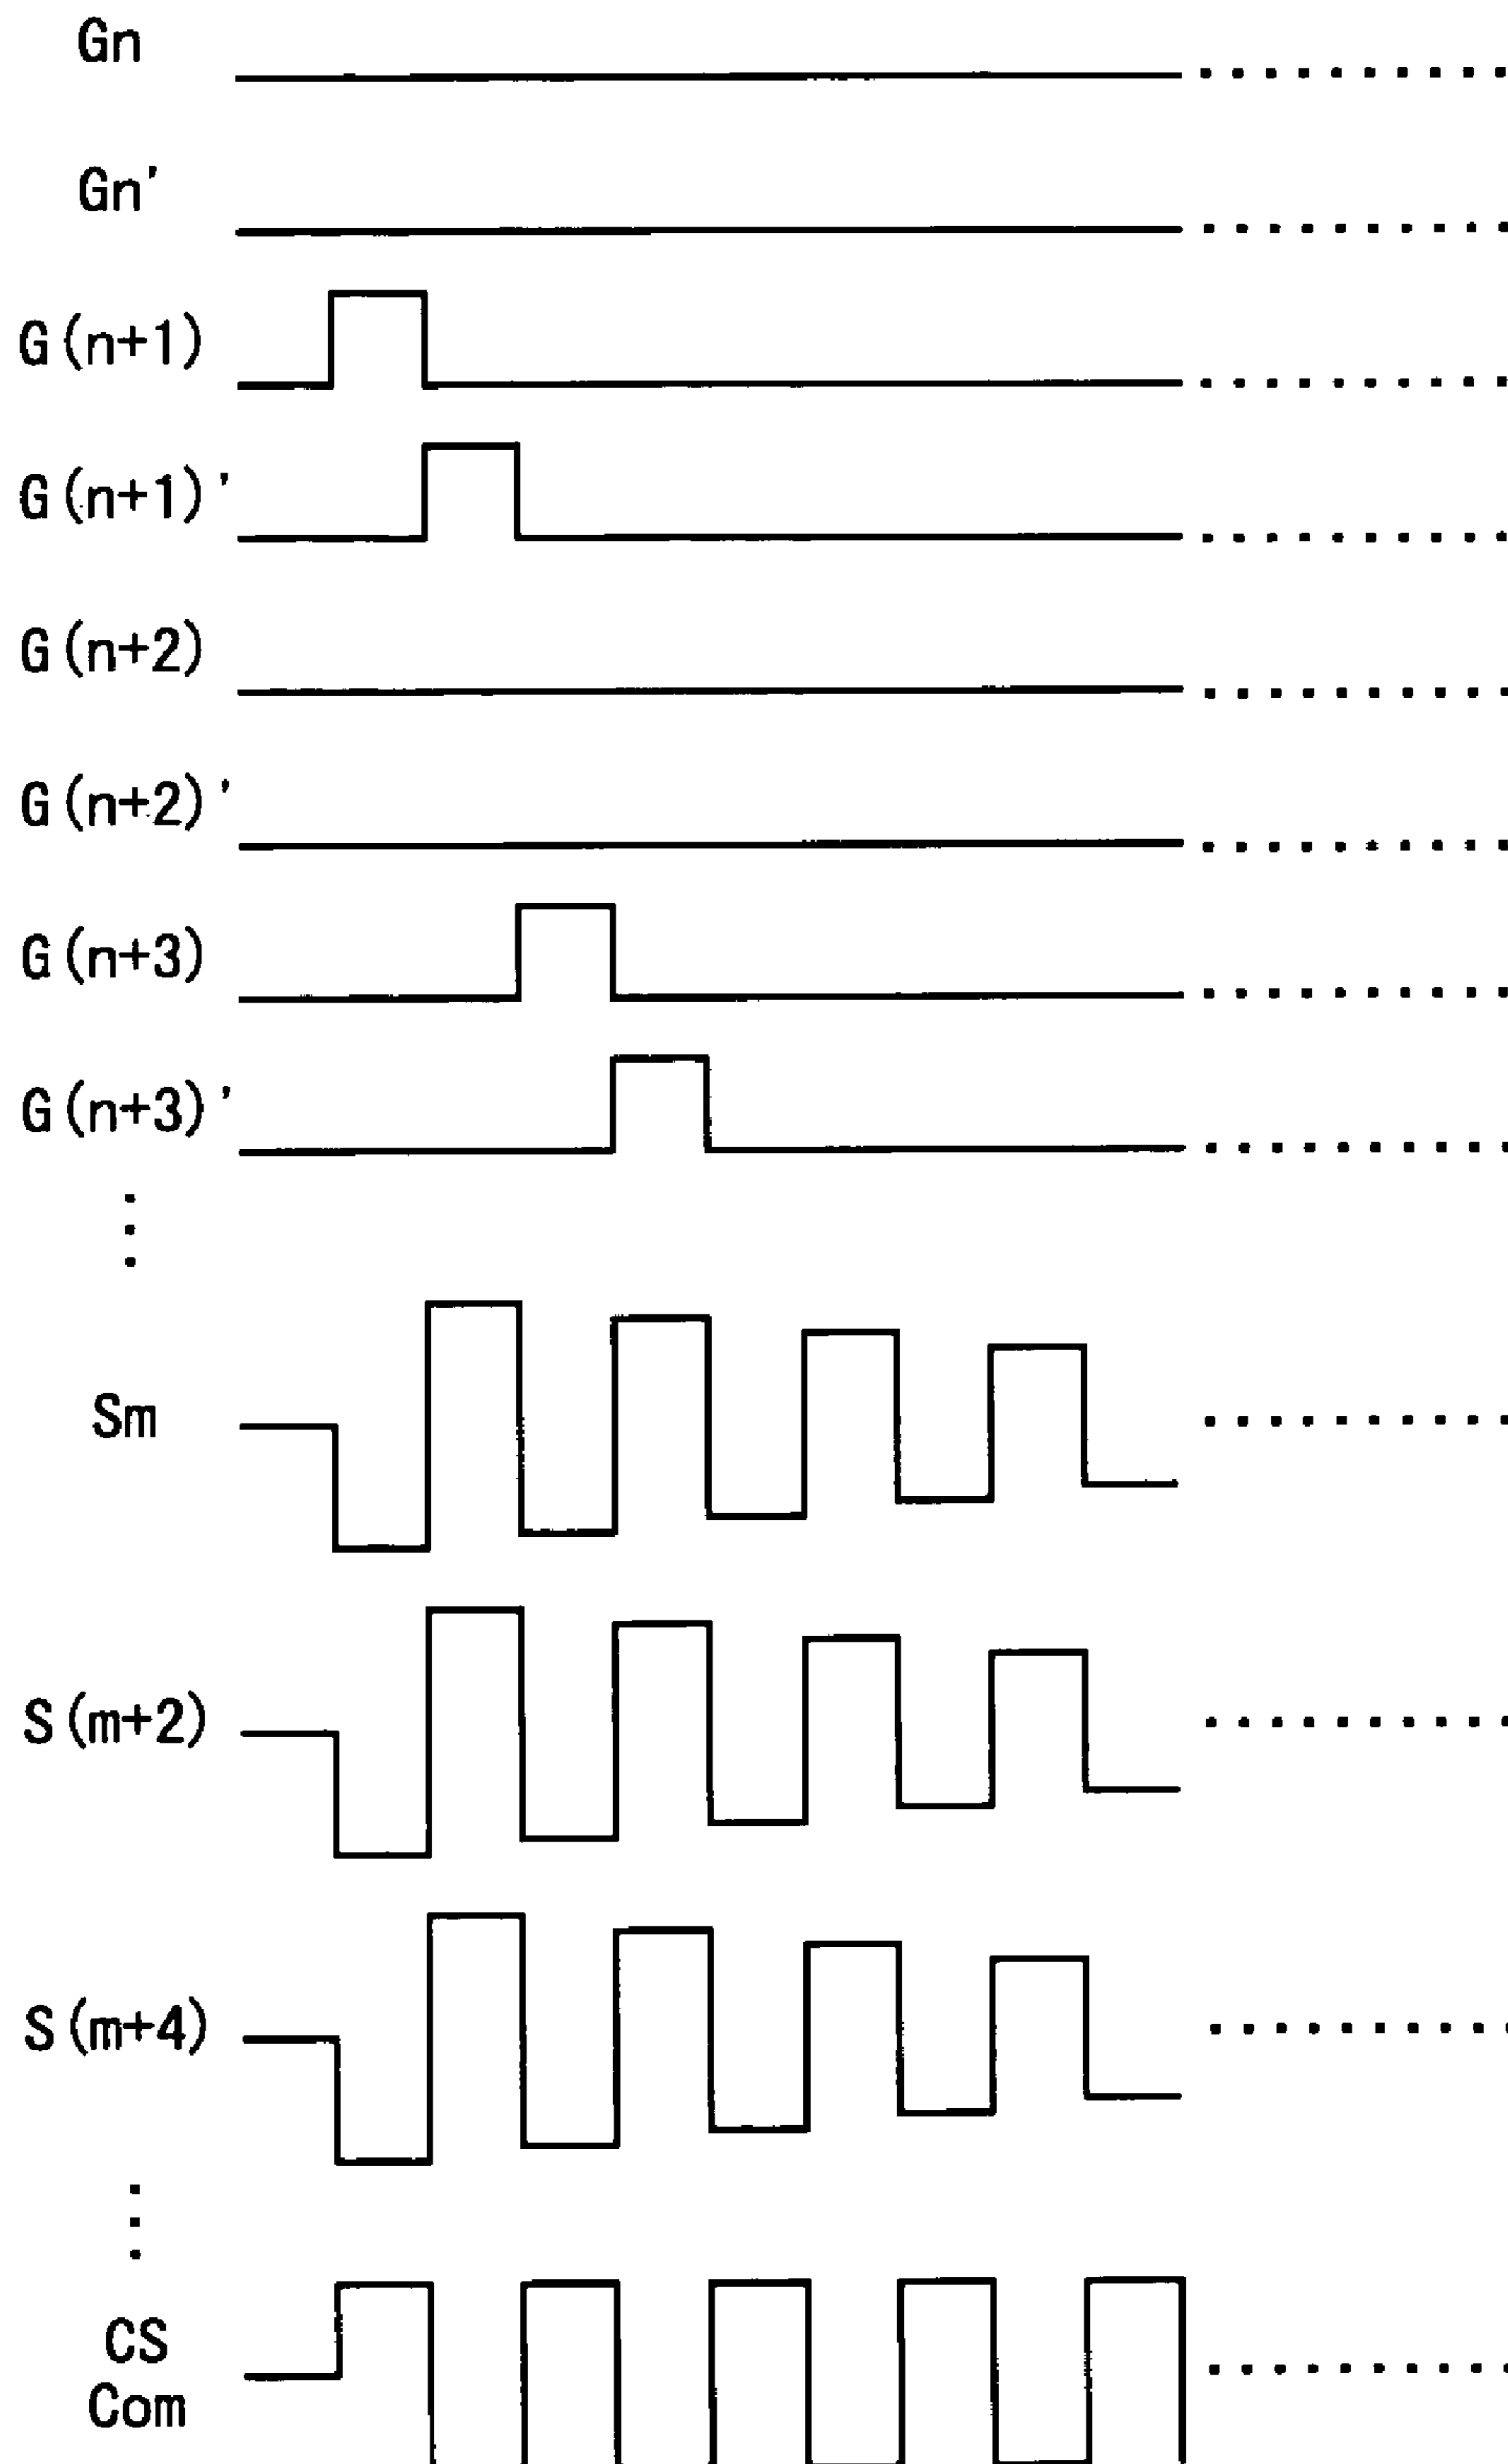 Gn
Gn'
G(n+1)
G(n+1)'
G(n+2)
G(n+2)'
G(n+3)
G(n+3)'
Sm
S(m+2)
S(m+4)
CS
Com